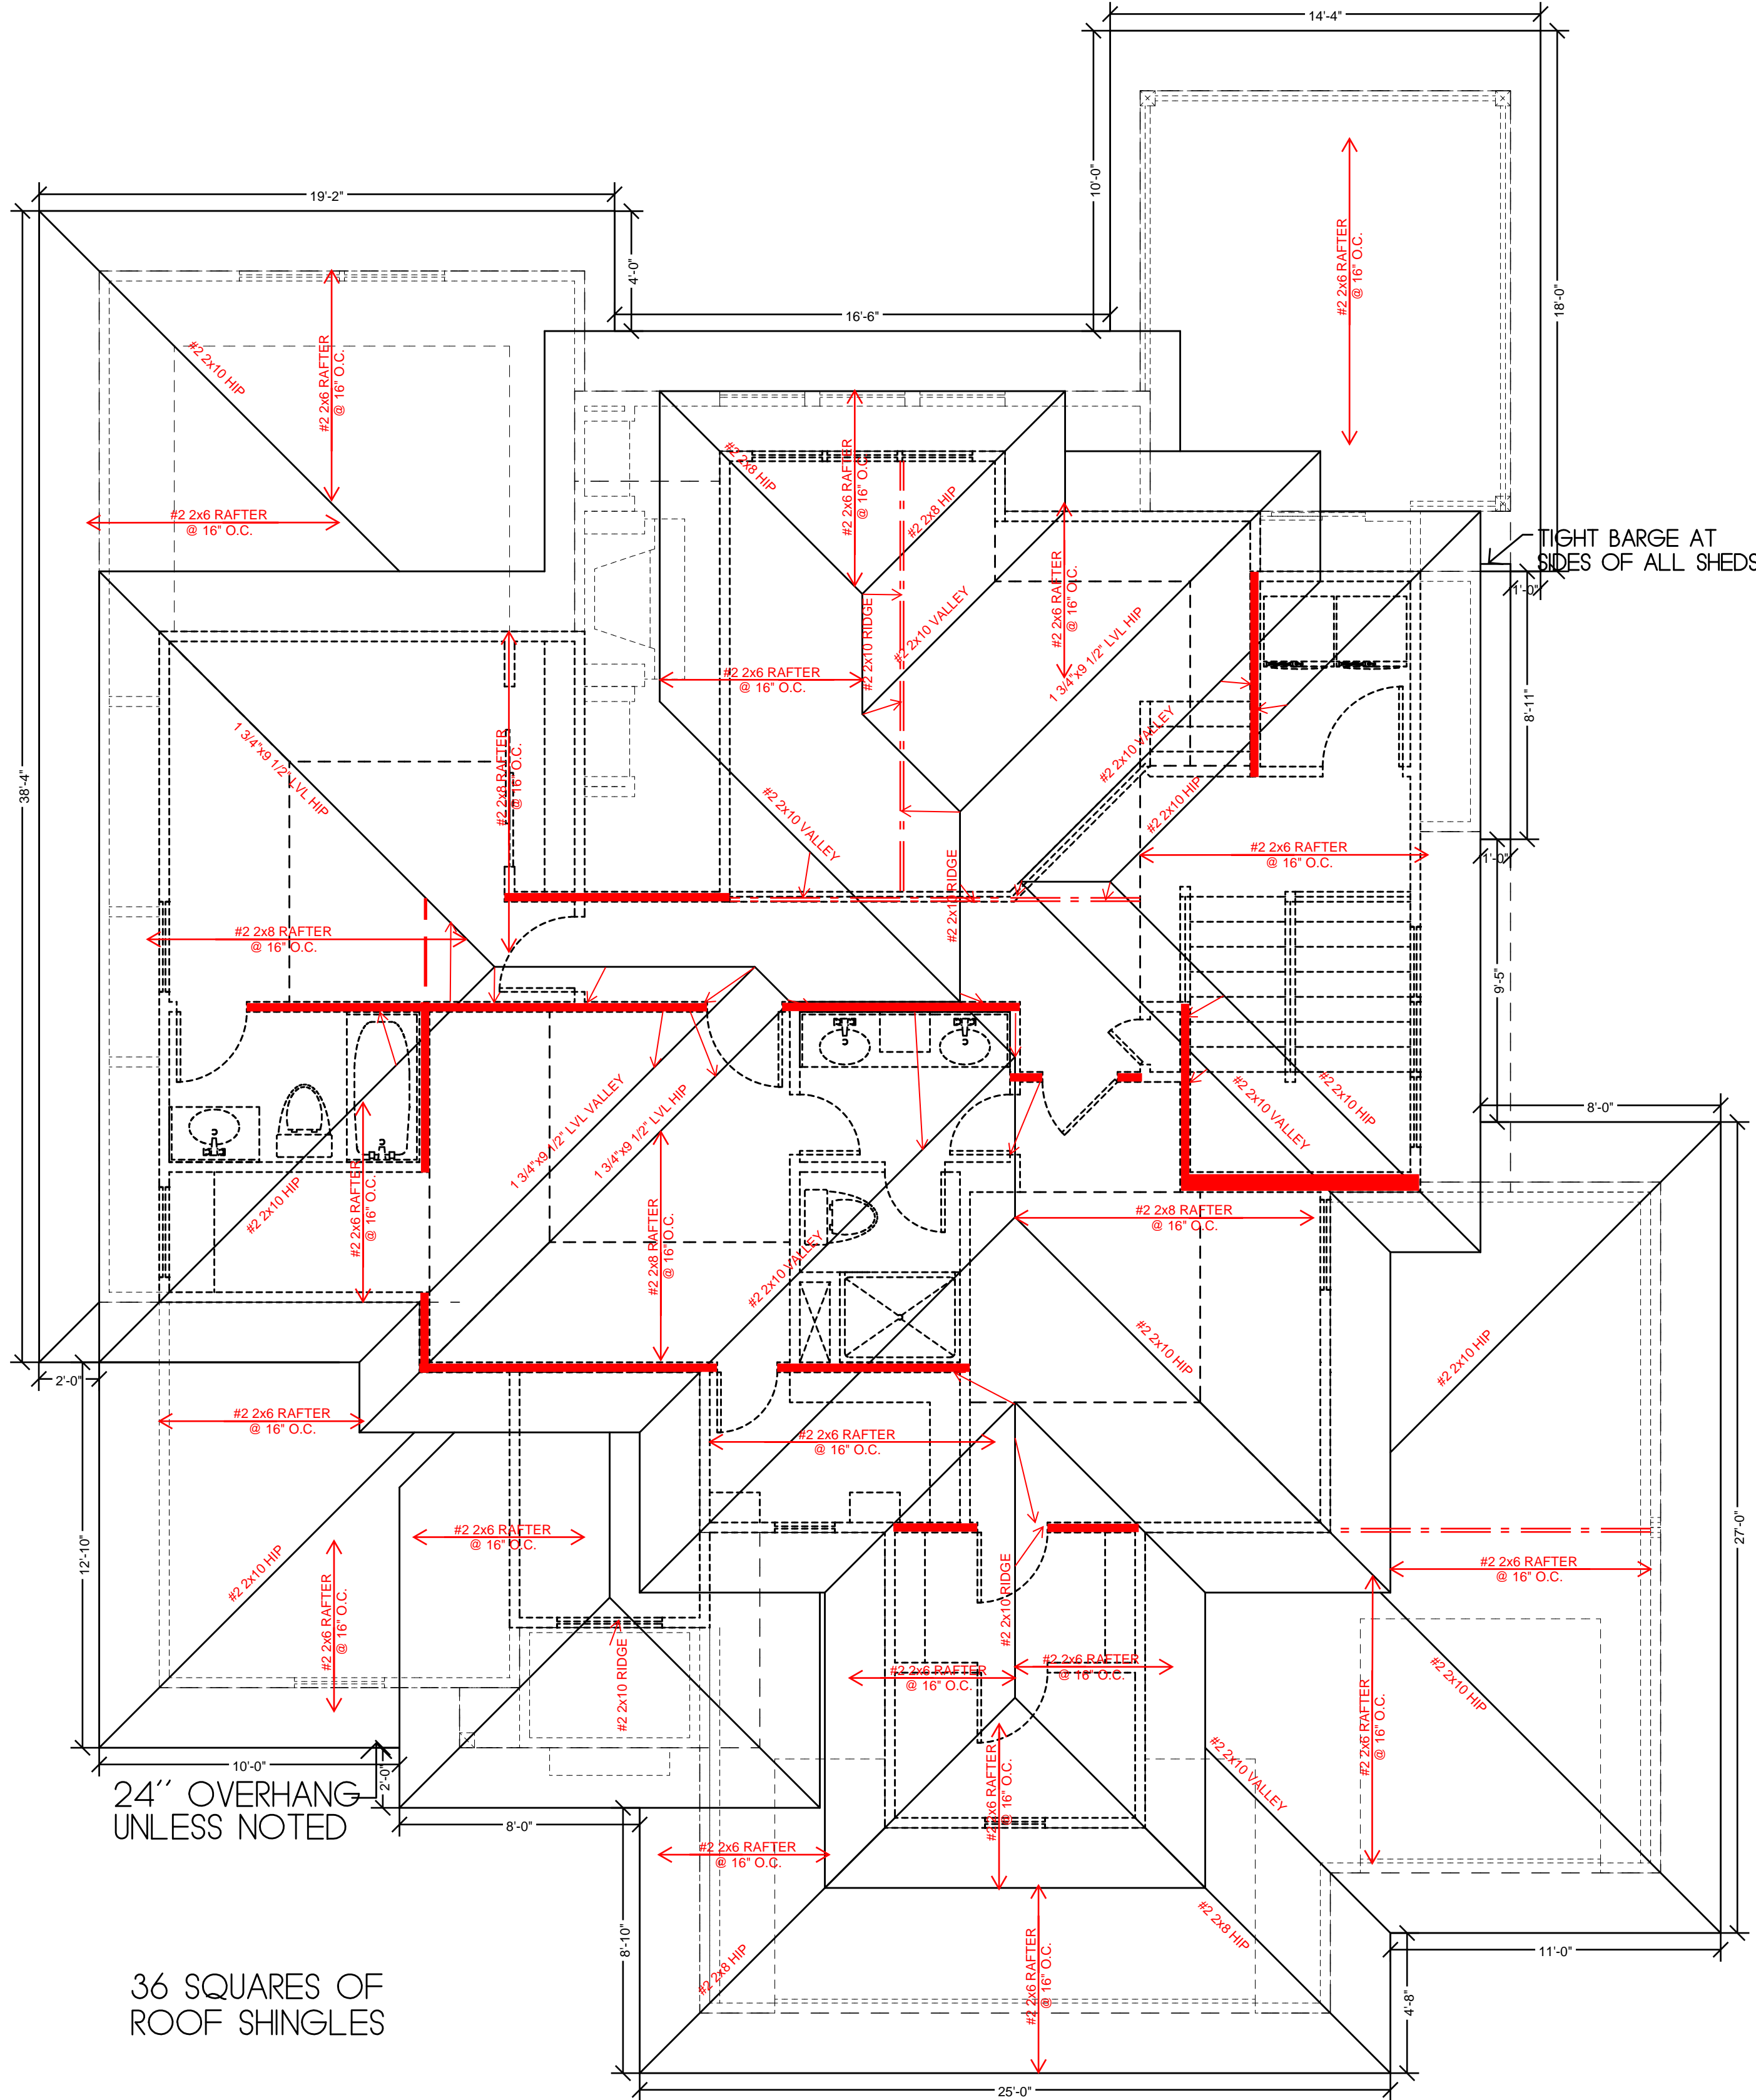 14'-4"
19'-2"
10'-0"
4'-0"
16'-6"
18'-0"
#2 2x6 RAFTER
@ 16" O.C.
#2 2x10 HIP
#2 2x6 RAFTER
@ 16" O.C.
#2 2x6 RAFTER
@ 16" O.C.
#2 2x8 HIP
#2 2x6 RAFTER
@ 16" O.C.
#2 2x8 HIP
#2 2x6 RAFTER
@ 16" O.C.
TIGHT BARGE AT
SIDES OF ALL SHEDS
1'-0"
8'-11"
#2 2x10 RIDGE
#2 2x10 VALLEY
1 3/4"x9 1/2" LVL HIP
#2 2x6 RAFTER
@ 16" O.C.
38'-4"
1 3/4"x9 1/2" LVL HIP
#2 2x8 RAFTER
@ 16" O.C.
#2 2x10 VALLEY
#2 2x10 VALLEY
#2 2x10 HIP
#2 2x6 RAFTER
@ 16" O.C.
1'-0"
#2 2x10 RIDGE
#2 2x8 RAFTER
@ 16" O.C.
9'-5"
1 3/4"x9 1/2" LVL VALLEY
1 3/4"x9 1/2" LVL HIP
#2 2x10 VALLEY
#2 2x10 HIP
8'-0"
#2 2x10 HIP
#2 2x6 RAFTER
@ 16" O.C.
#2 2x8 RAFTER
@ 16" O.C.
#2 2x10 VALLEY
#2 2x8 RAFTER
@ 16" O.C.
#2 2x10 HIP
#2 2x10 HIP
2'-0"
#2 2x6 RAFTER
@ 16" O.C.
#2 2x6 RAFTER
@ 16" O.C.
12'-10"
#2 2x6 RAFTER
@ 16" O.C.
27'-0"
#2 2x6 RAFTER
@ 16" O.C.
#2 2x10 HIP
#2 2x6 RAFTER
@ 16" O.C.
#2 2x10 RIDGE
#2 2x10 RIDGE
#2 2x6 RAFTER
@ 16" O.C.
#2 2x6 RAFTER
@ 16" O.C.
#2 2x10 HIP
#2 2x6 RAFTER
@ 16" O.C.
#2 2x6 RAFTER
@ 16" O.C.
#2 2x10 VALLEY
10'-0"
2'-0"
24" OVERHANG
UNLESS NOTED
8'-0"
#2 2x6 RAFTER
@ 16" O.C.
8'-10"
#2 2x8 HIP
#2 2x6 RAFTER
@ 16" O.C.
#2 2x8 HIP
11'-0"
4'-8"
36 SQUARES OF
ROOF SHINGLES
25'-0"